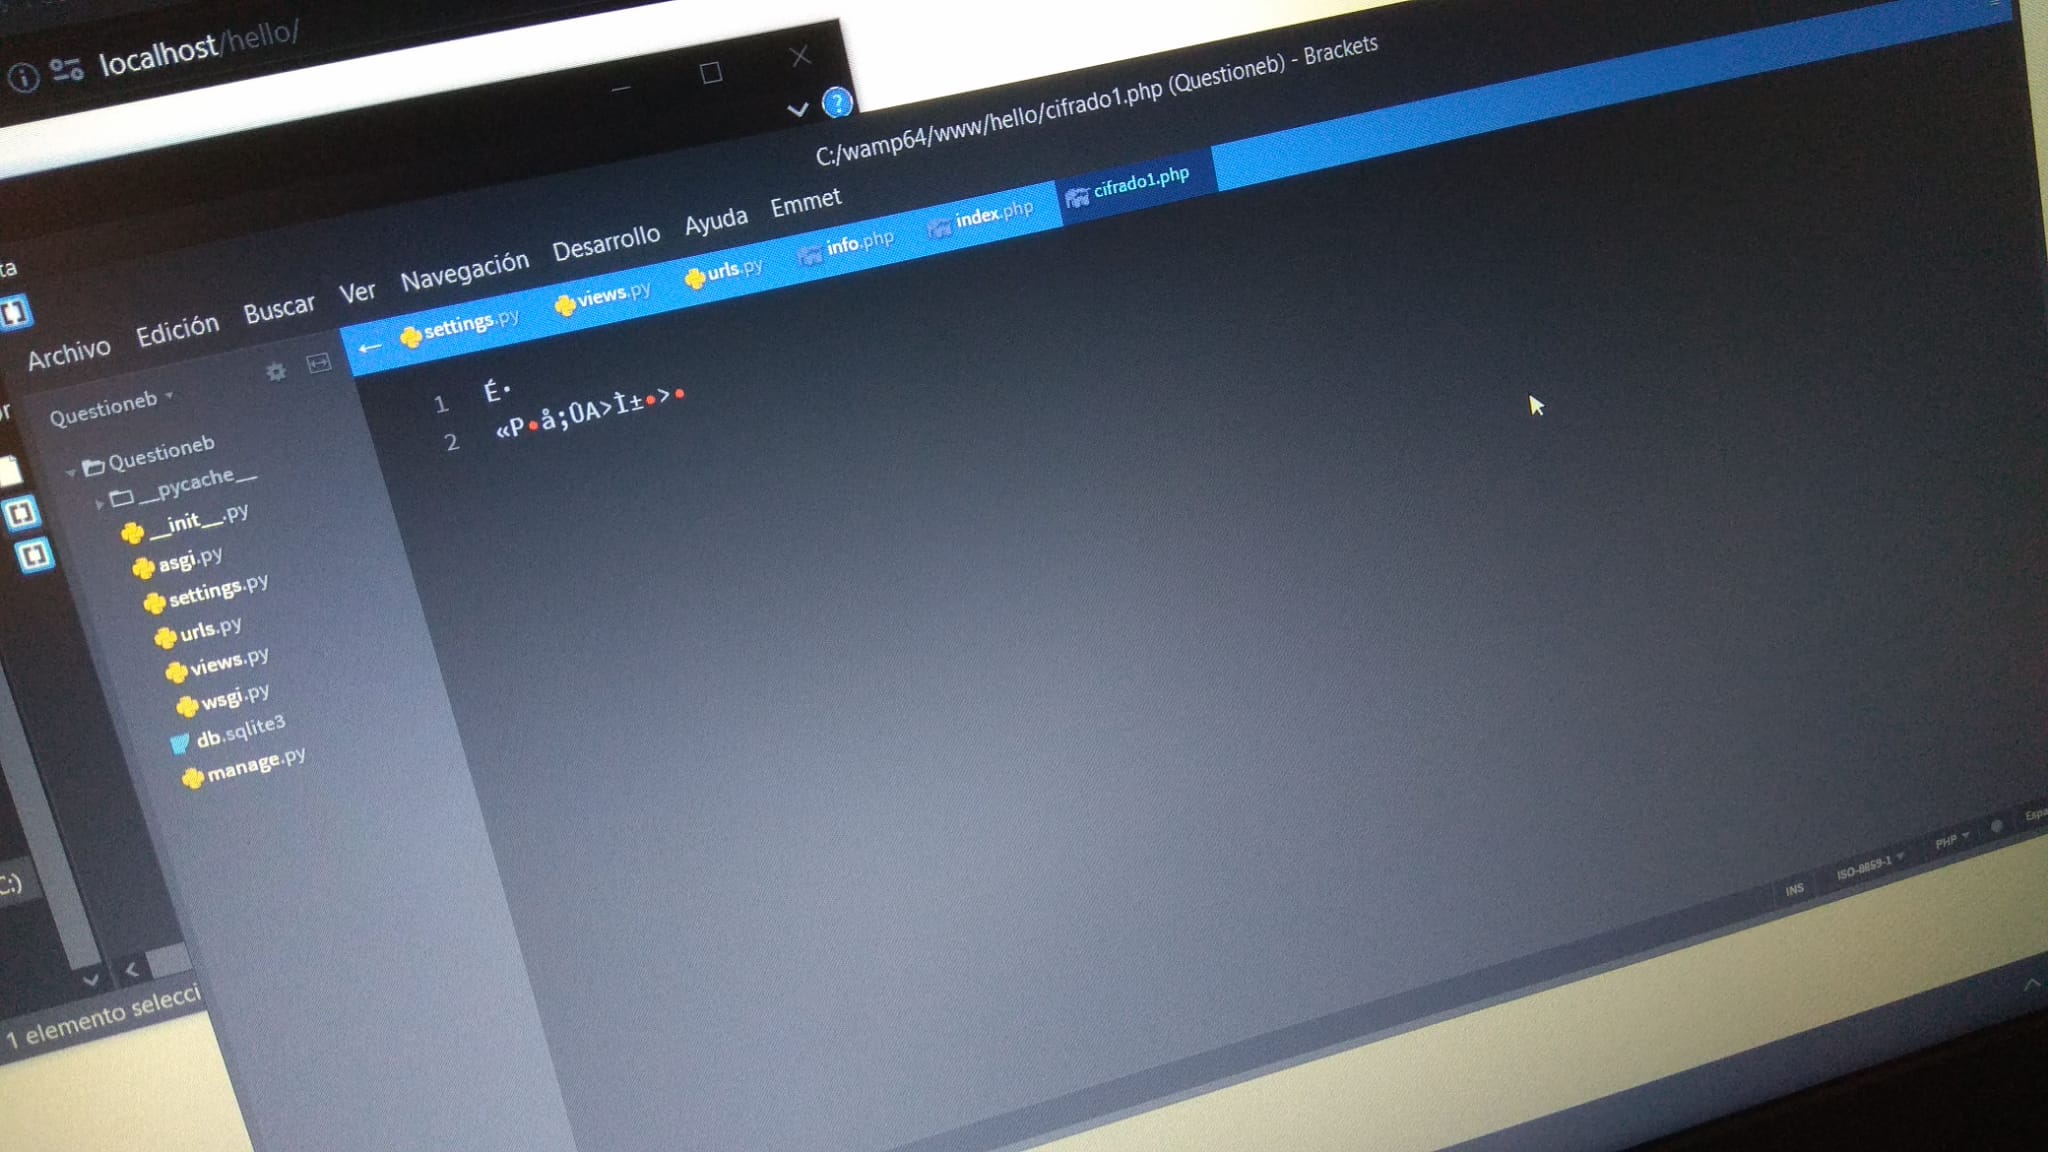 localhost/hello/
C:/wamp64/www/hello/cifrado1.php (Questioneb) - Brackets
Archivo Edición Buscar Ver Navegación Desarrollo Ayuda Emmet
settings.py views.py urls.py info.php index.php cifrado1.php
Questioneb
Questioneb
__pycache__
__init__.py
asgi.py
settings.py
urls.py
views.py
wsgi.py
db.sqlite3
manage.py
1 É·
2 «P•å;ÛA>Ì±•>•
INS ISO-8859-1 PHP
C:)
1 elemento selecci